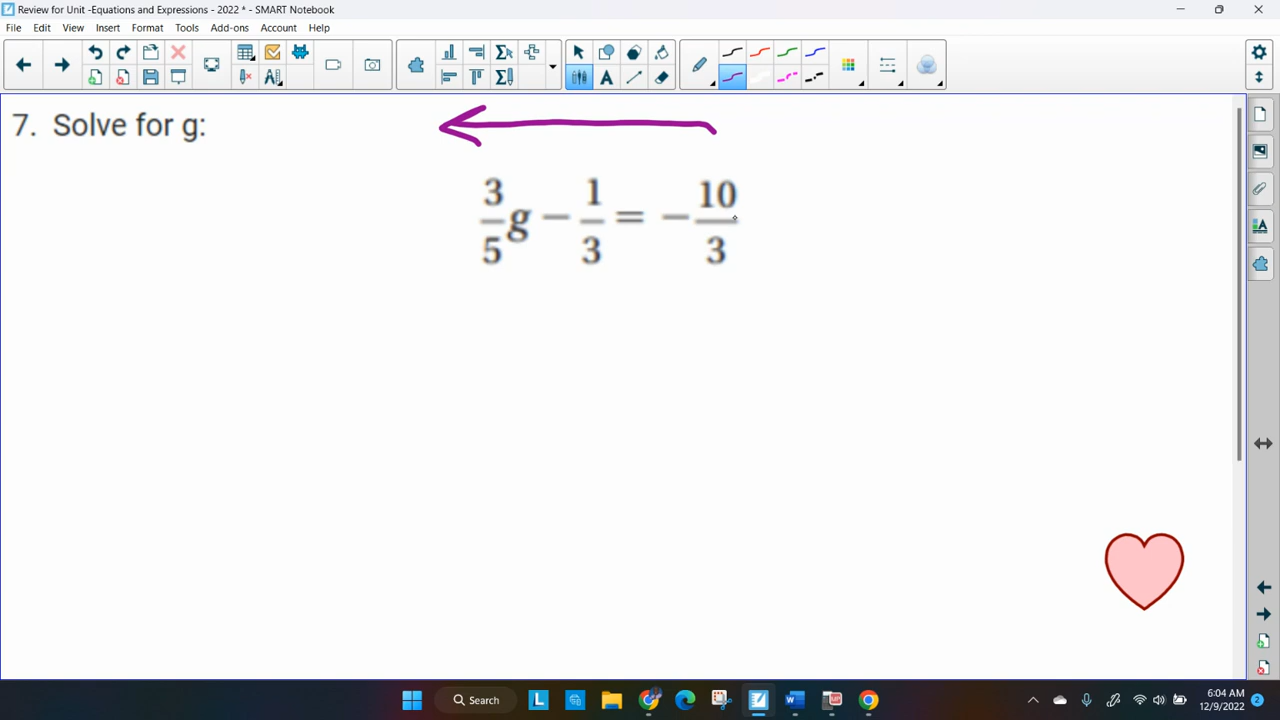 Review for Unit -Equations and Expressions - 2022 * - SMART Notebook
File Edit View Insert Format Tools Add-ons Account Help
7. Solve for g:
3/5 g − 1/3 = − 10/3
Search
6:04 AM
12/9/2022
2